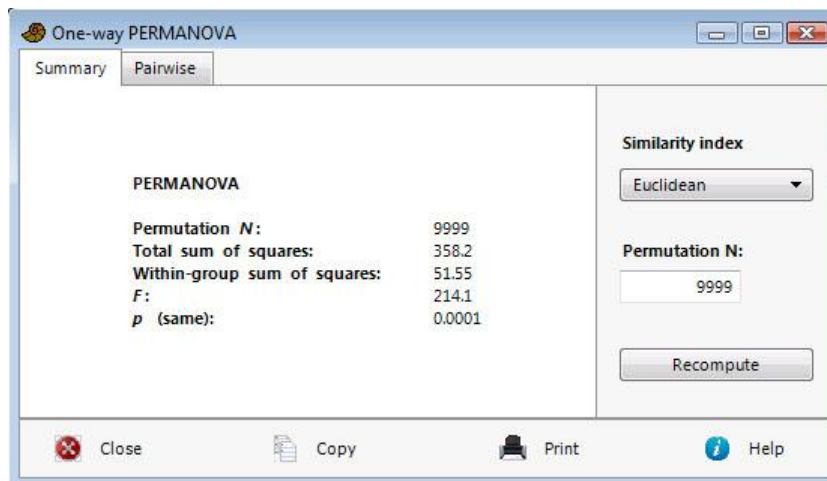 One-way PERMANOVA
Summary Pairwise
PERMANOVA
Permutation N: 9999
Total sum of squares: 358.2
Within-group sum of squares: 51.55
F: 214.1
p (same): 0.0001
Similarity index
Euclidean
Permutation N:
9999
Recompute
Close Copy Print Help